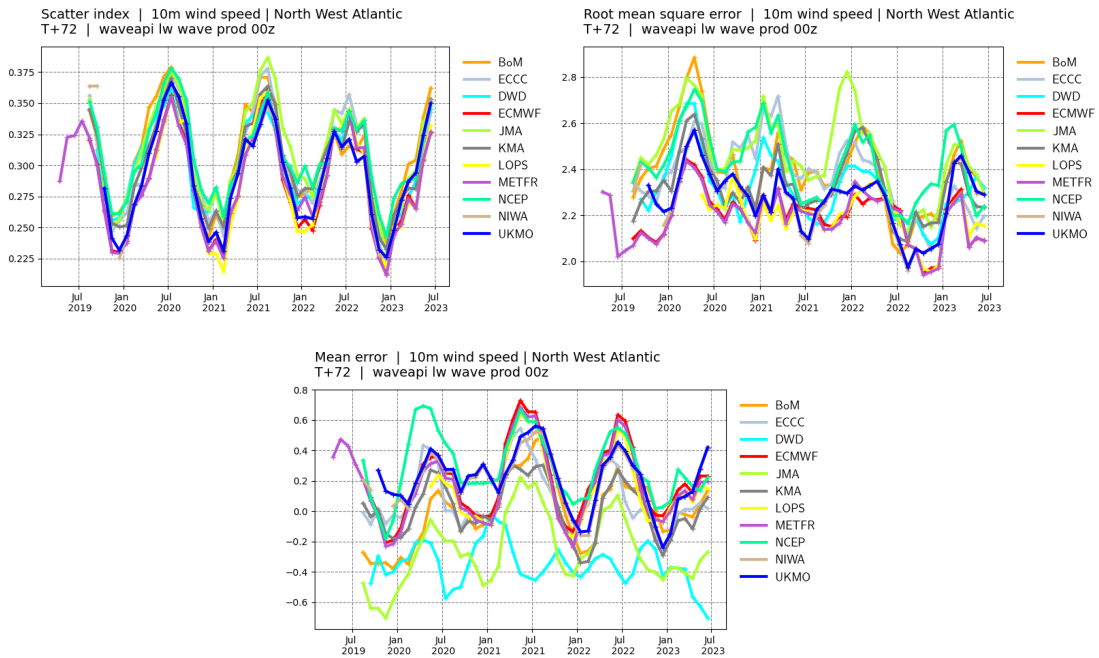 Scatter index | 10m wind speed | North West Atlantic
T+72 | waveapi lw wave prod 00z
0.375
0.350
0.325
0.300
0.275
0.250
0.225
Jul
2019
Jan
2020
Jul
2020
Jan
2021
Jul
2021
Jan
2022
Jul
2022
Jan
2023
Jul
2023
BoM
ECCC
DWD
ECMWF
JMA
KMA
LOPS
METFR
NCEP
NIWA
UKMO
Root mean square error | 10m wind speed | North West Atlantic
T+72 | waveapi lw wave prod 00z
2.8
2.6
2.4
2.2
2.0
Jul
2019
Jan
2020
Jul
2020
Jan
2021
Jul
2021
Jan
2022
Jul
2022
Jan
2023
Jul
2023
BoM
ECCC
DWD
ECMWF
JMA
KMA
LOPS
METFR
NCEP
NIWA
UKMO
Mean error | 10m wind speed | North West Atlantic
T+72 | waveapi lw wave prod 00z
0.8
0.6
0.4
0.2
0.0
−0.2
−0.4
−0.6
Jul
2019
Jan
2020
Jul
2020
Jan
2021
Jul
2021
Jan
2022
Jul
2022
Jan
2023
Jul
2023
BoM
ECCC
DWD
ECMWF
JMA
KMA
LOPS
METFR
NCEP
NIWA
UKMO